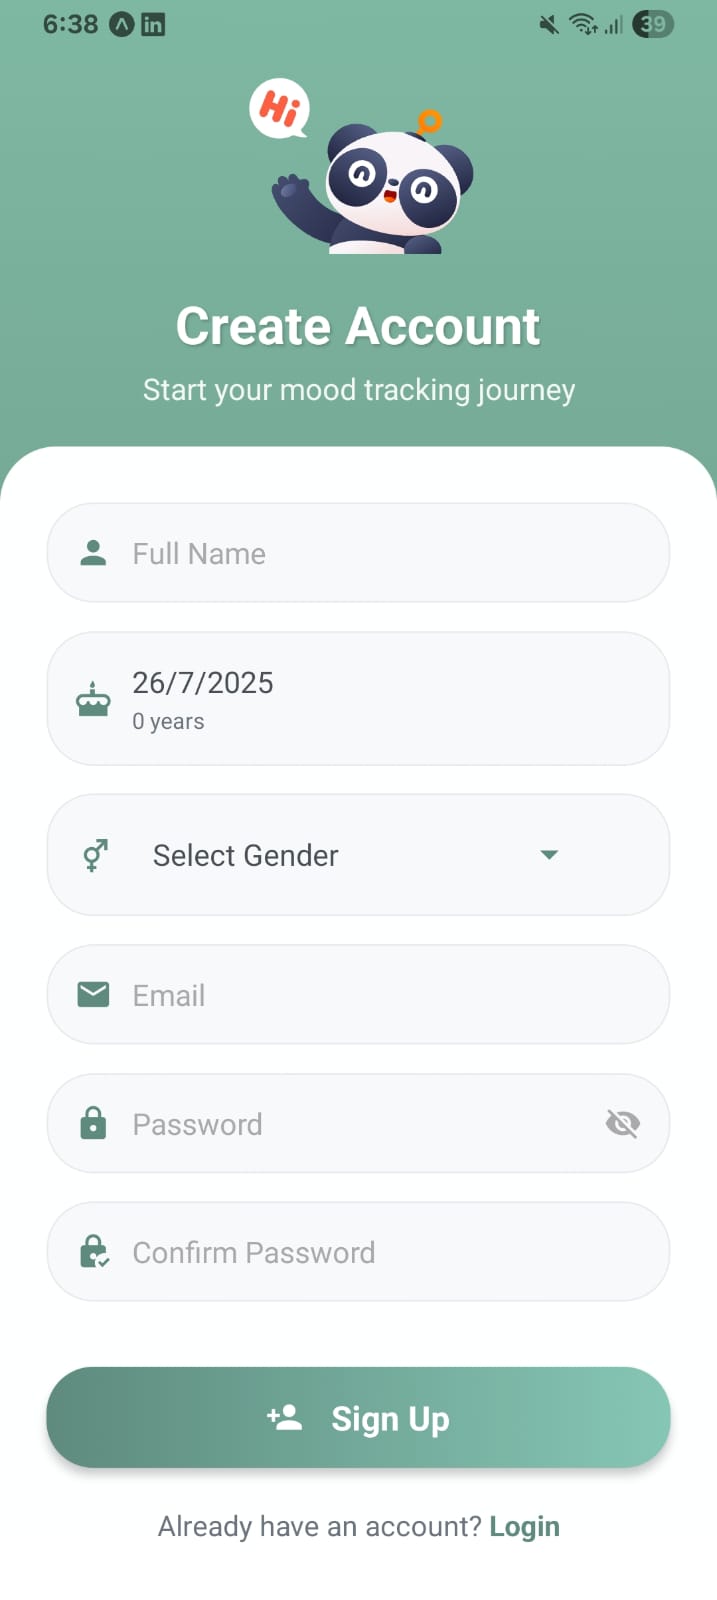 6:38
in
39
Hi
Create Account
Start your mood tracking journey
Full Name
26/7/2025
0 years
Select Gender
Email
Password
Confirm Password
Sign Up
Already have an account? Login